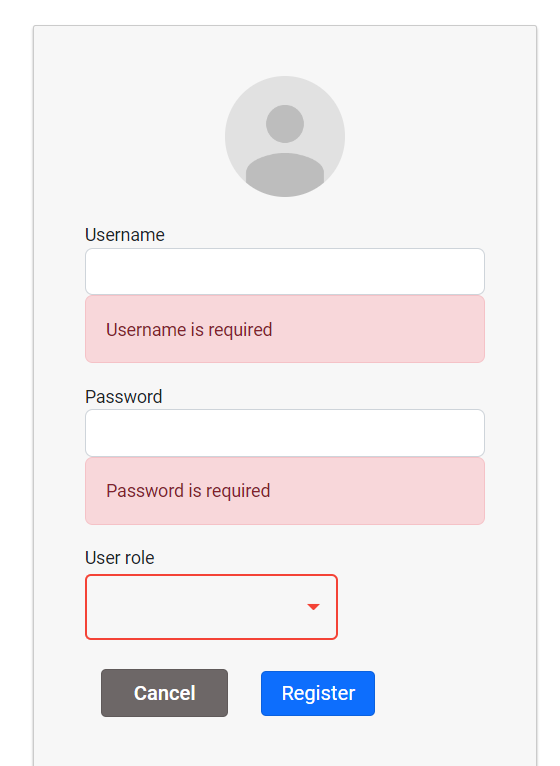 Username
Username is required
Password
Password is required
User role
Cancel
Register